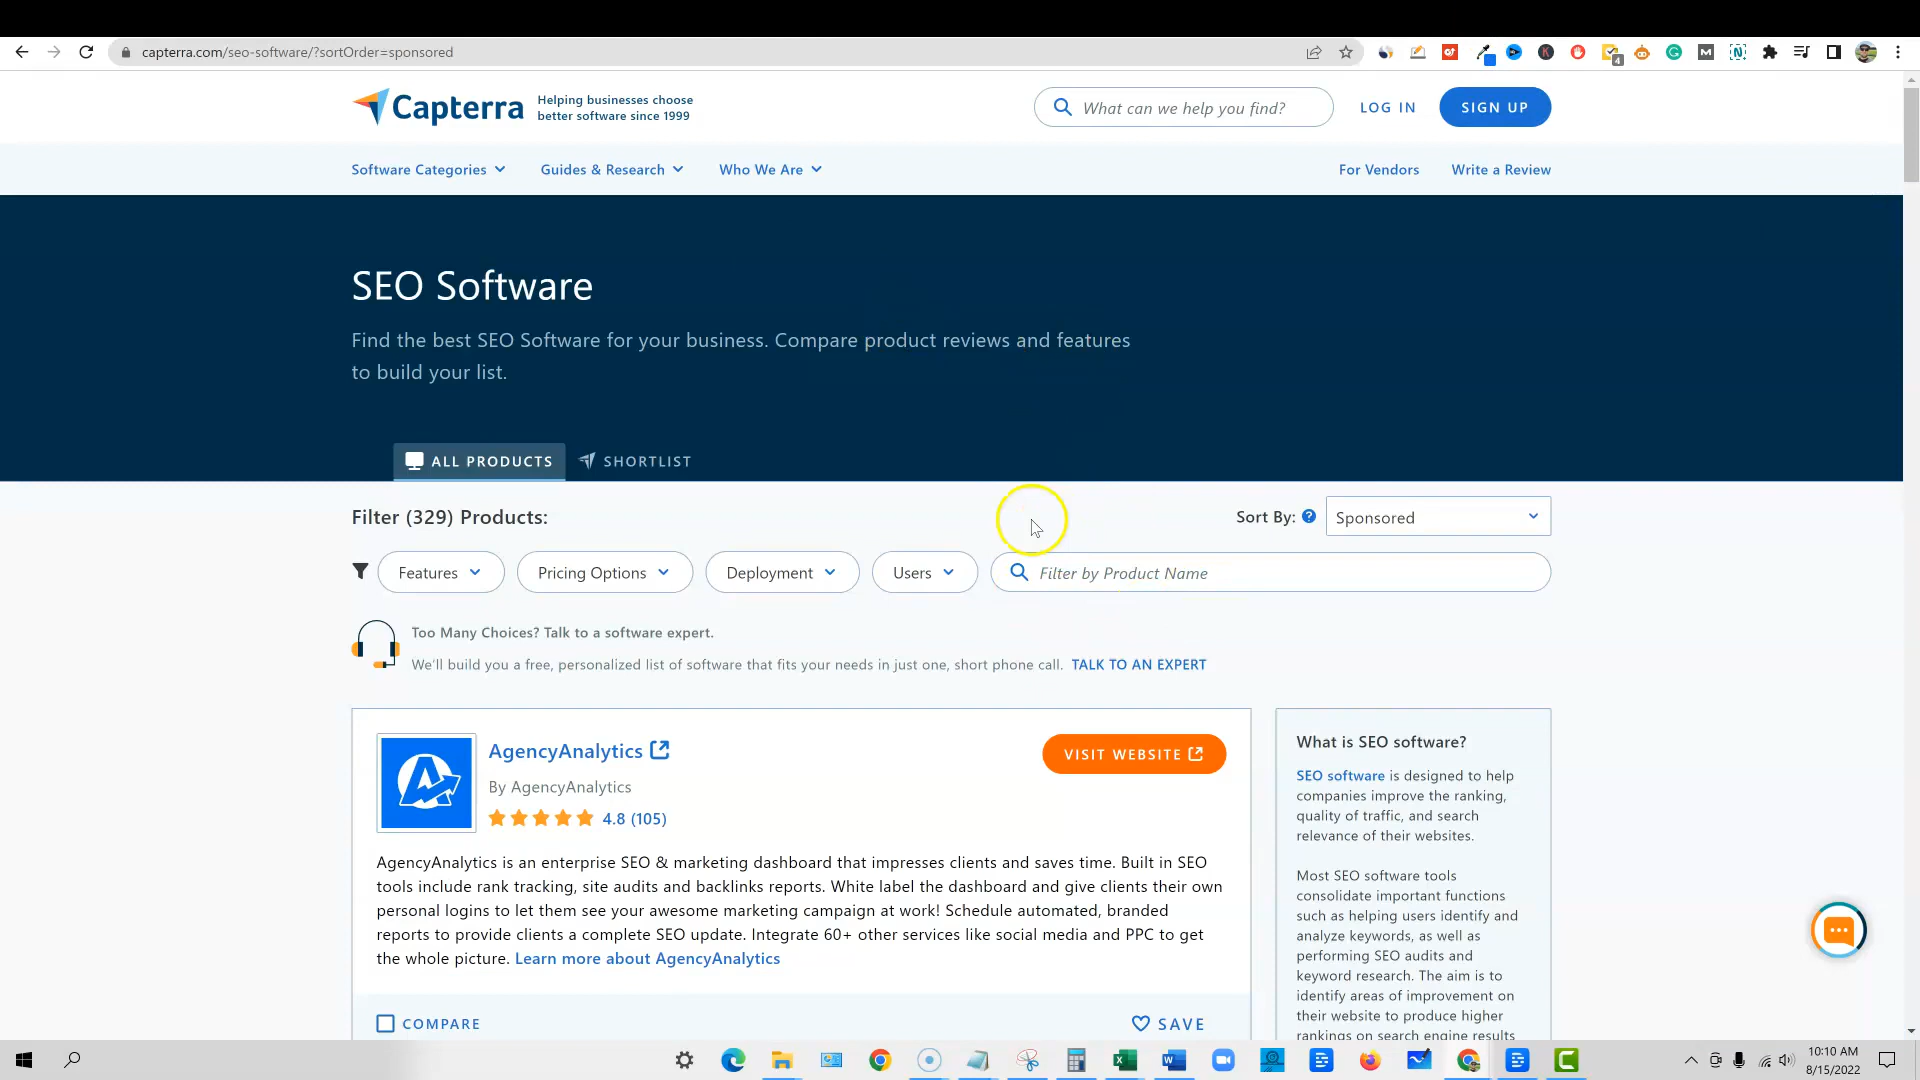 capterra.com/seo-software/?sortOrder=sponsored
4
Capterra
Helping businesses choose
better software since 1999
What can we help you find?
LOG IN
SIGN UP
Software Categories
Guides & Research
Who We Are
For Vendors
Write a Review
SEO Software
Find the best SEO Software for your business. Compare product reviews and features
to build your list.
ALL PRODUCTS
SHORTLIST
Filter (329) Products:
Sort By:
?
Sponsored
Features
Pricing Options
Deployment
Users
Filter by Product Name
Too Many Choices? Talk to a software expert.
We'll build you a free, personalized list of software that fits your needs in just one, short phone call. TALK TO AN EXPERT
AgencyAnalytics
By AgencyAnalytics
4.8 (105)
VISIT WEBSITE
AgencyAnalytics is an enterprise SEO & marketing dashboard that impresses clients and saves time. Built in SEO
tools include rank tracking, site audits and backlinks reports. White label the dashboard and give clients their own
personal logins to let them see your awesome marketing campaign at work! Schedule automated, branded
reports to provide clients a complete SEO update. Integrate 60+ other services like social media and PPC to get
the whole picture. Learn more about AgencyAnalytics
COMPARE
SAVE
What is SEO software?
SEO software is designed to help
companies improve the ranking,
quality of traffic, and search
relevance of their websites.
Most SEO software tools
consolidate important functions
such as helping users identify and
analyze keywords, as well as
performing SEO audits and
keyword research. The aim is to
identify areas of improvement on
their website to produce higher
rankings on search engine results
10:10 AM
8/15/2022